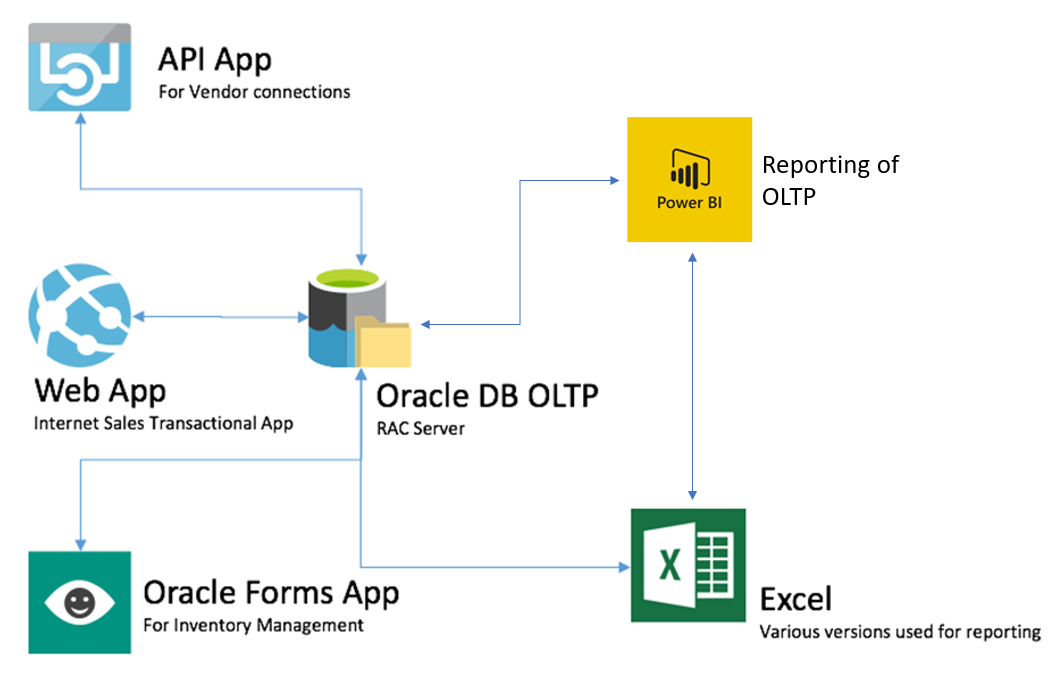 API App
For Vendor connections
Power BI
Reporting of
OLTP
Web App
Internet Sales Transactional App
Oracle DB OLTP
RAC Server
Oracle Forms App
For Inventory Management
X
Excel
Various versions used for reporting